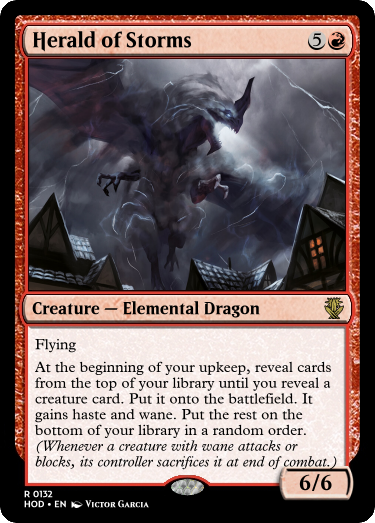 Herald of Storms 5
Creature — Elemental Dragon
Flying
At the beginning of your upkeep, reveal cards
from the top of your library until you reveal a
creature card. Put it onto the battlefield. It
gains haste and wane. Put the rest on the
bottom of your library in a random order.
(Whenever a creature with wane attacks or
blocks, its controller sacrifices it at end of combat.)
6/6
R 0132
HOD • EN Victor Garcia